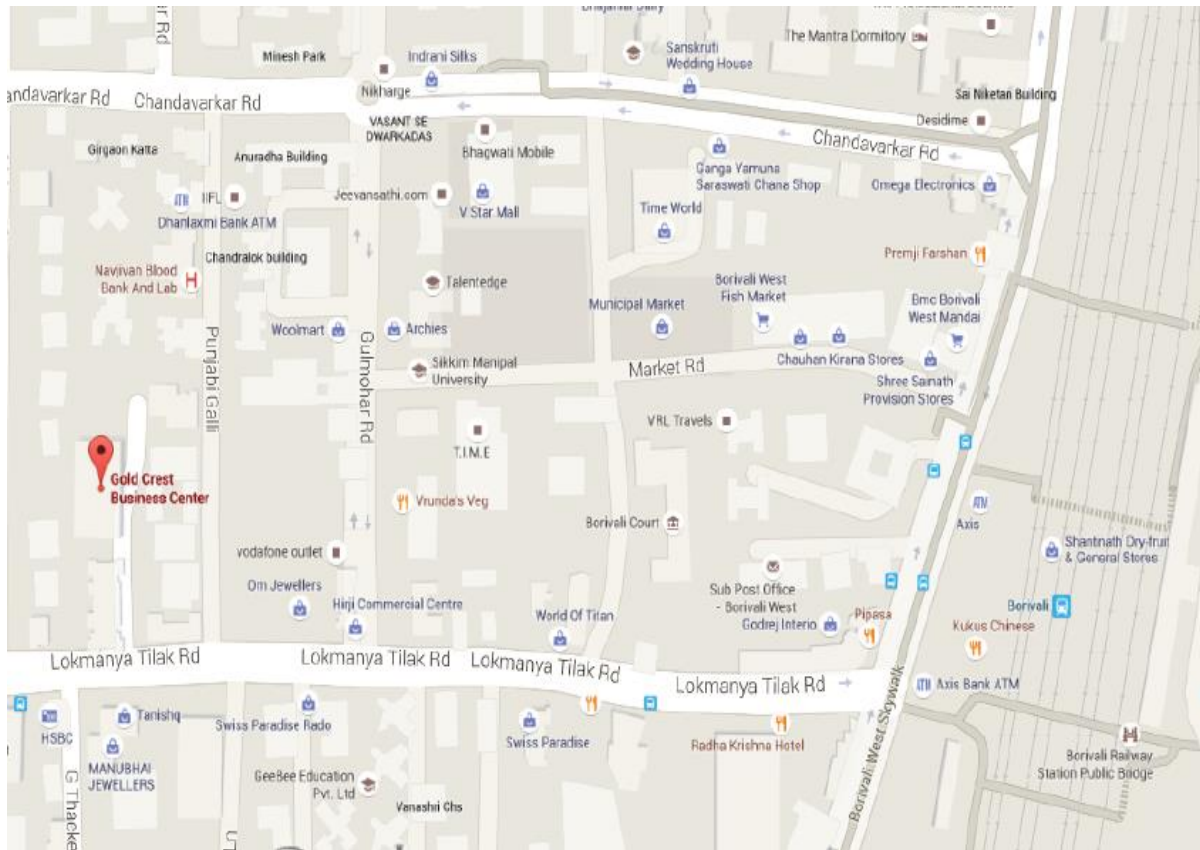 ar Rd
Minesh Park
Indrani Silks
Sanskruti
Wedding House
The Mantra Dormitory
Nikharge
Sai Niketan Building
andavarkar Rd
Chandavarkar Rd
VASANT SE
DWARKADAS
Desidime
Chandavarkar Rd
Girgaon Katta
Anuradha Building
Bhagwati Mobile
Ganga Yamuna
Saraswati Chana Shop
Omega Electronics
IIFL
Jeevansathi.com
V Star Mall
Time World
Dhanlaxmi Bank ATM
Premji Farshan
Chandralok building
Navjivan Blood
Bank And Lab
Talentedge
Borivali West
Fish Market
Municipal Market
Bmc Borivali
West Mandai
Woolmart
Archies
Punjabi Galli
Gulmohar Rd
Chauhan Kirana Stores
Sikkim Manipal
University
Market Rd
Shree Sainath
Provision Stores
VRL Travels
T.I.M.E
Gold Crest
Business Center
Vrunda's Veg
Borivali Court
ATM
Axis
vodafone outlet
Shantinath Dry-fruit
& General Stores
Om Jewellers
Hirji Commercial Centre
World Of Titan
Sub Post Office
- Borivali West
Godrej Interio
Pipasa
Borivali
Kukus Chinese
Lokmanya Tilak Rd
Lokmanya Tilak Rd
Lokmanya Tilak Rd
Lokmanya Tilak Rd
ATM
Axis Bank ATM
HSBC
Tanishq
Swiss Paradise Rado
Swiss Paradise
Radha Krishna Hotel
Borivali West Skywalk
Borivali Railway
Station Public Bridge
MANUBHAI
JEWELLERS
G Thacke
GeeBee Education
Pvt. Ltd
Vanashri Chs